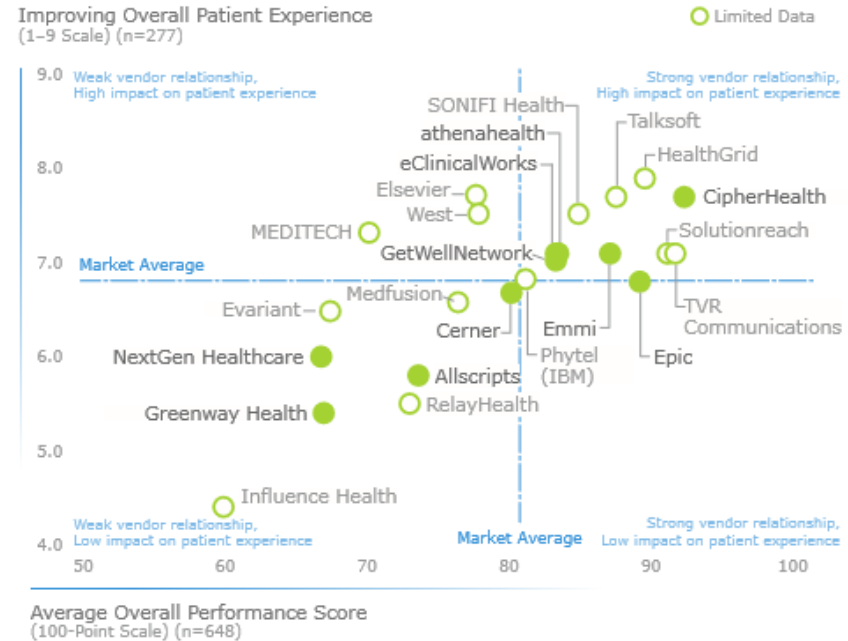 Improving Overall Patient Experience
(1–9 Scale) (n=277)
Limited Data
9.0
Weak vendor relationship,
High impact on patient experience
Strong vendor relationship,
High impact on patient experience
SONIFI Health
Talksoft
athenahealth
HealthGrid
eClinicalWorks
8.0
Elsevier
CipherHealth
West
MEDITECH
Solutionreach
GetWellNetwork
7.0
Market Average
Medfusion
Evariant
TVR
Communications
Cerner
Emmi
Phytel
(IBM)
Epic
6.0
NextGen Healthcare
Allscripts
RelayHealth
Greenway Health
5.0
Influence Health
Weak vendor relationship,
Low impact on patient experience
Market Average
Strong vendor relationship,
Low impact on patient experience
4.0
50 60 70 80 90 100
Average Overall Performance Score
(100-Point Scale) (n=648)